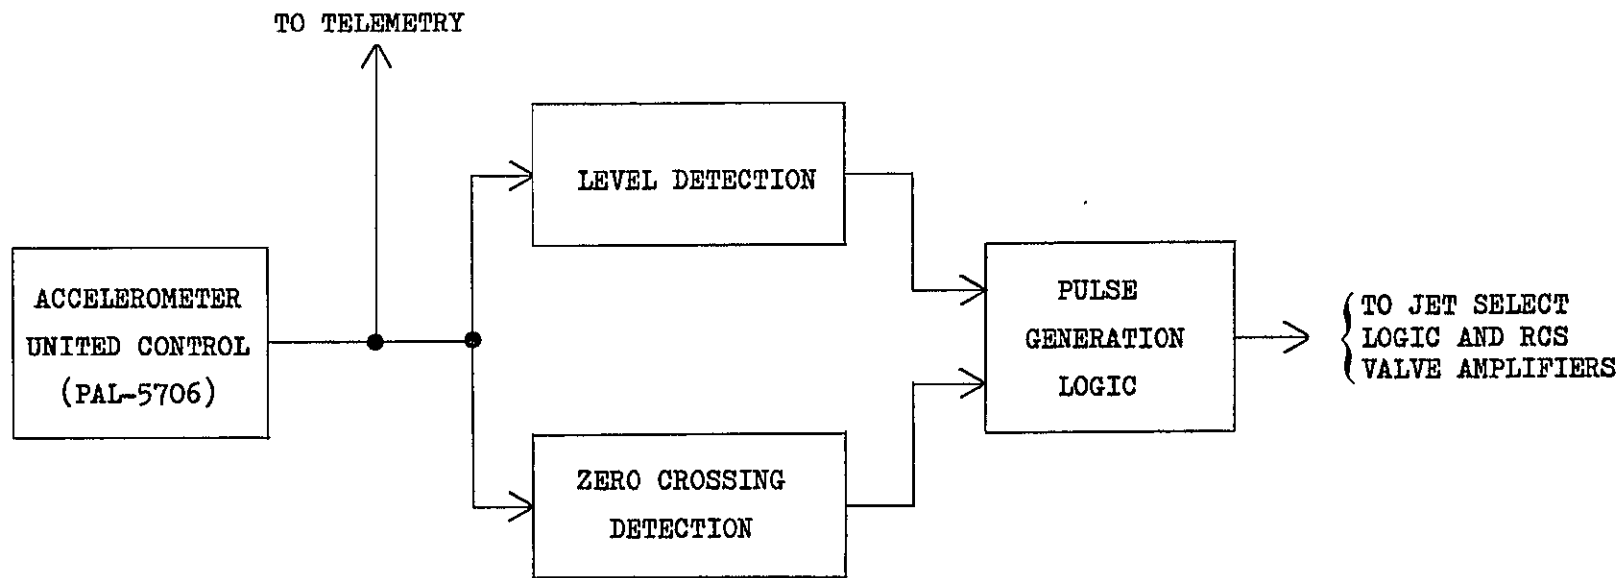 TO TELEMETRY
LEVEL DETECTION
ACCELEROMETER
UNITED CONTROL
(PAL-5706)
PULSE
GENERATION
LOGIC
TO JET SELECT
LOGIC AND RCS
VALVE AMPLIFIERS
ZERO CROSSING
DETECTION